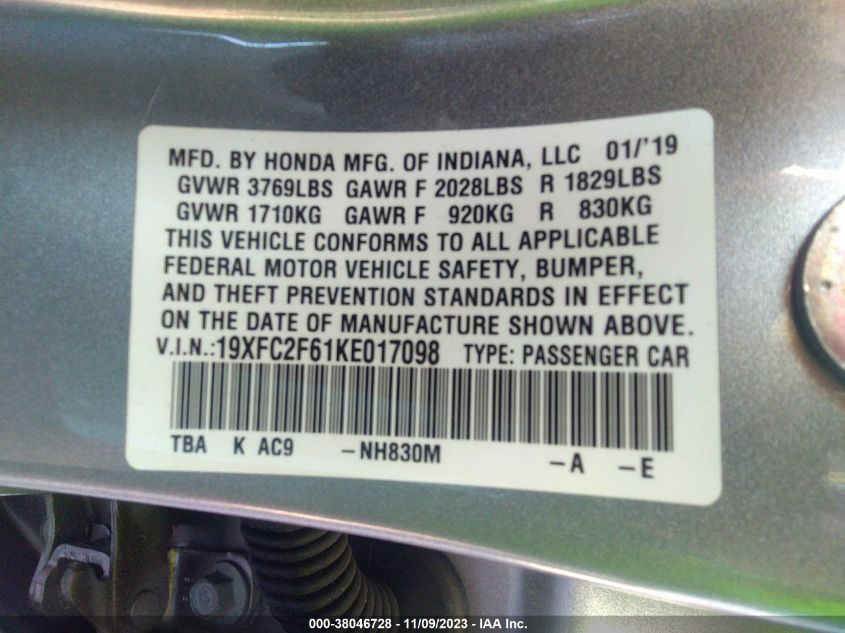 MFD. BY HONDA MFG. OF INDIANA, LLC 01/'19
GVWR 3769LBS GAWR F 2028LBS R 1829LBS
GVWR 1710KG GAWR F 920KG R 830KG
THIS VEHICLE CONFORMS TO ALL APPLICABLE
FEDERAL MOTOR VEHICLE SAFETY, BUMPER,
AND THEFT PREVENTION STANDARDS IN EFFECT
ON THE DATE OF MANUFACTURE SHOWN ABOVE.
V.I.N.:19XFC2F61KE017098 TYPE: PASSENGER CAR
TBA K AC9 -NH830M -A -E
000-38046728 - 11/09/2023 - IAA Inc.